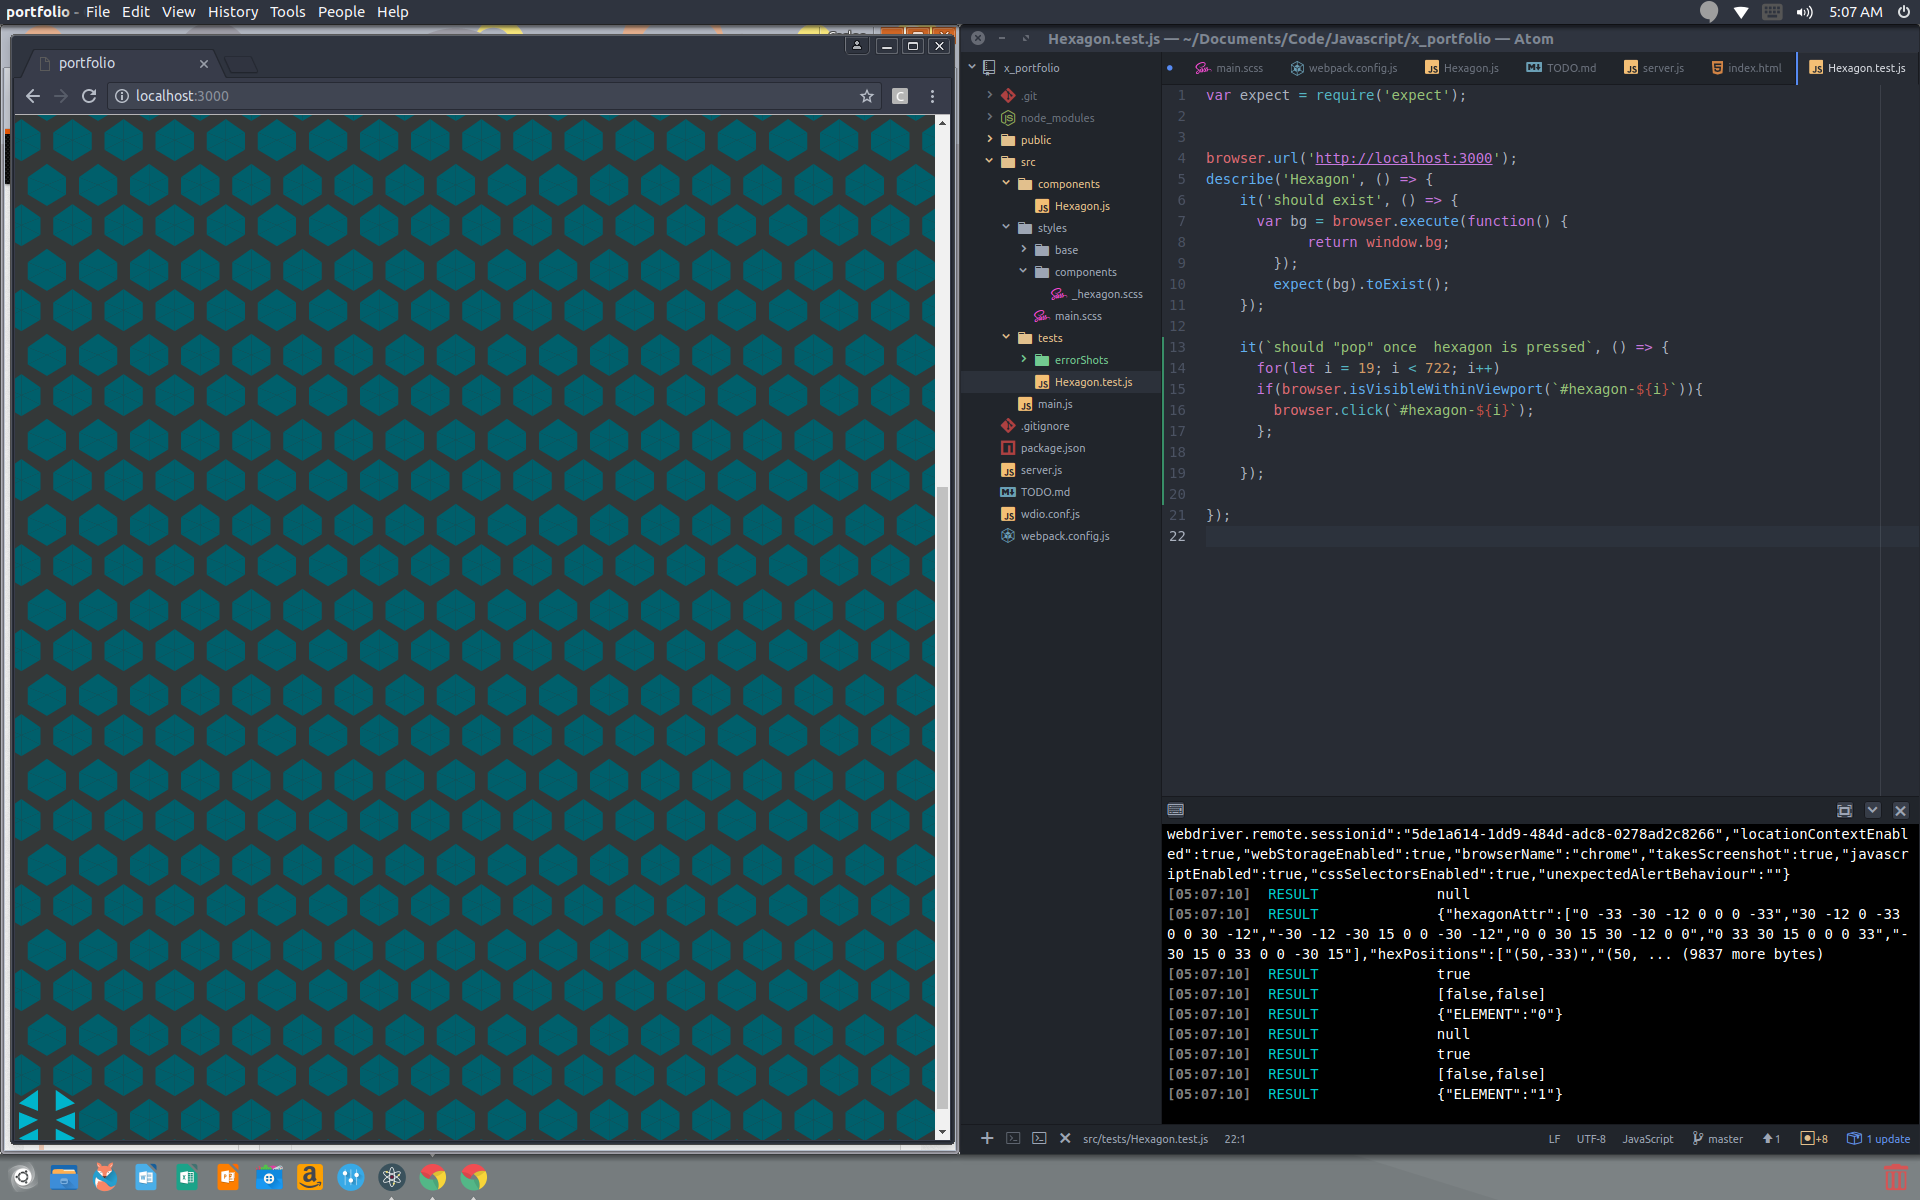 portfolio - File Edit View History Tools People Help
5:07 AM
portfolio
localhost:3000
C
Hexagon.test.js — ~/Documents/Code/Javascript/x_portfolio — Atom
x_portfolio
.git
node_modules
public
src
components
Hexagon.js
styles
base
components
_hexagon.scss
main.scss
tests
errorShots
Hexagon.test.js
main.js
.gitignore
package.json
server.js
TODO.md
wdio.conf.js
webpack.config.js
main.scss webpack.config.js Hexagon.js TODO.md server.js index.html Hexagon.test.js
1 var expect = require('expect');
2
3
4 browser.url('http://localhost:3000');
5 describe('Hexagon', () => {
6 it('should exist', () => {
7 var bg = browser.execute(function() {
8 return window.bg;
9 });
10 expect(bg).toExist();
11 });
12
13 it(`should "pop" once  hexagon is pressed`, () => {
14 for(let i = 19; i < 722; i++)
15 if(browser.isVisibleWithinViewport(`#hexagon-${i}`)){
16 browser.click(`#hexagon-${i}`);
17 };
18
19 });
20
21 });
22
webdriver.remote.sessionid":"5de1a614-1dd9-484d-adc8-0278ad2c8266","locationContextEnabl
ed":true,"webStorageEnabled":true,"browserName":"chrome","takesScreenshot":true,"javascr
iptEnabled":true,"cssSelectorsEnabled":true,"unexpectedAlertBehaviour":""}
[05:07:10] RESULT null
[05:07:10] RESULT {"hexagonAttr":["0 -33 -30 -12 0 0 0 -33","30 -12 0 -33
0 0 30 -12","-30 -12 -30 15 0 0 -30 -12","0 0 30 15 30 -12 0 0","0 33 30 15 0 0 0 33","-
30 15 0 33 0 0 -30 15"],"hexPositions":["(50,-33)","(50, ... (9837 more bytes)
[05:07:10] RESULT true
[05:07:10] RESULT [false,false]
[05:07:10] RESULT {"ELEMENT":"0"}
[05:07:10] RESULT null
[05:07:10] RESULT true
[05:07:10] RESULT [false,false]
[05:07:10] RESULT {"ELEMENT":"1"}
src/tests/Hexagon.test.js 22:1 LF UTF-8 JavaScript master 1 +8 1 update